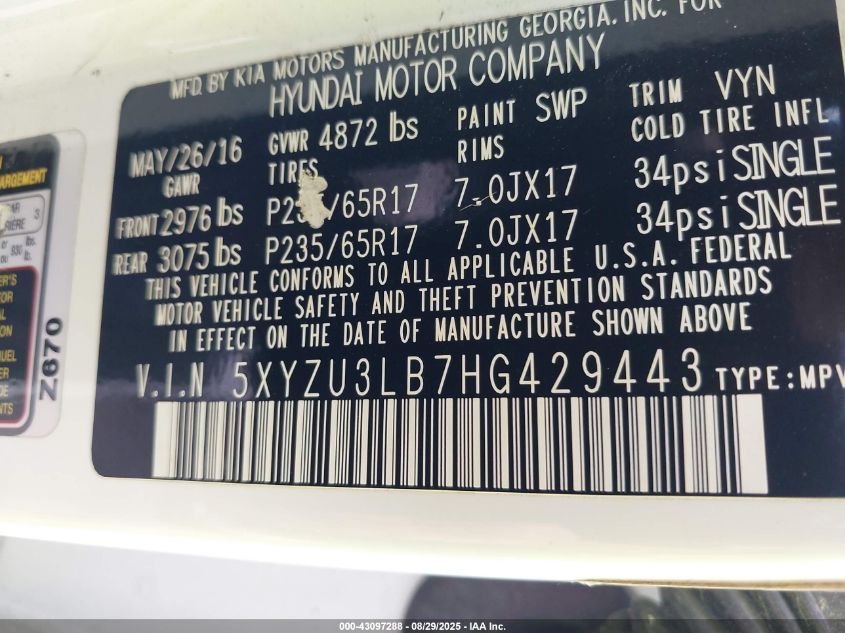 MFD. BY KIA MOTORS MANUFACTURING GEORGIA. INC. FOR
HYUNDAI MOTOR COMPANY
MAY/26/16 GVWR 4872 lbs PAINT SWP TRIM VYN
GAWR TIRES RIMS COLD TIRE INFL
FRONT 2976 lbs P23 /65R17 7.0JX17 34psi SINGLE
REAR 3075 lbs P235/65R17 7.0JX17 34psi SINGLE
THIS VEHICLE CONFORMS TO ALL APPLICABLE U.S.A. FEDERAL
MOTOR VEHICLE SAFETY AND THEFT PREVENTION STANDARDS
IN EFFECT ON THE DATE OF MANUFACTURE SHOWN ABOVE
V.I.N 5XYZU3LB7HG429443 TYPE:MPV
ARGEMENT
Z670
000-43097288 - 08/29/2025 - IAA Inc.